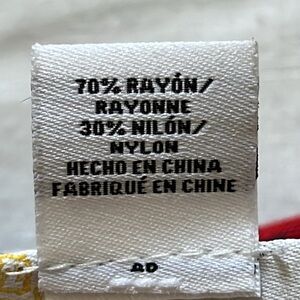 70% RAYÓN/
RAYONNE
30% NILÓN/
NYLON
HECHO EN CHINA
FABRIQUÉ EN CHINE